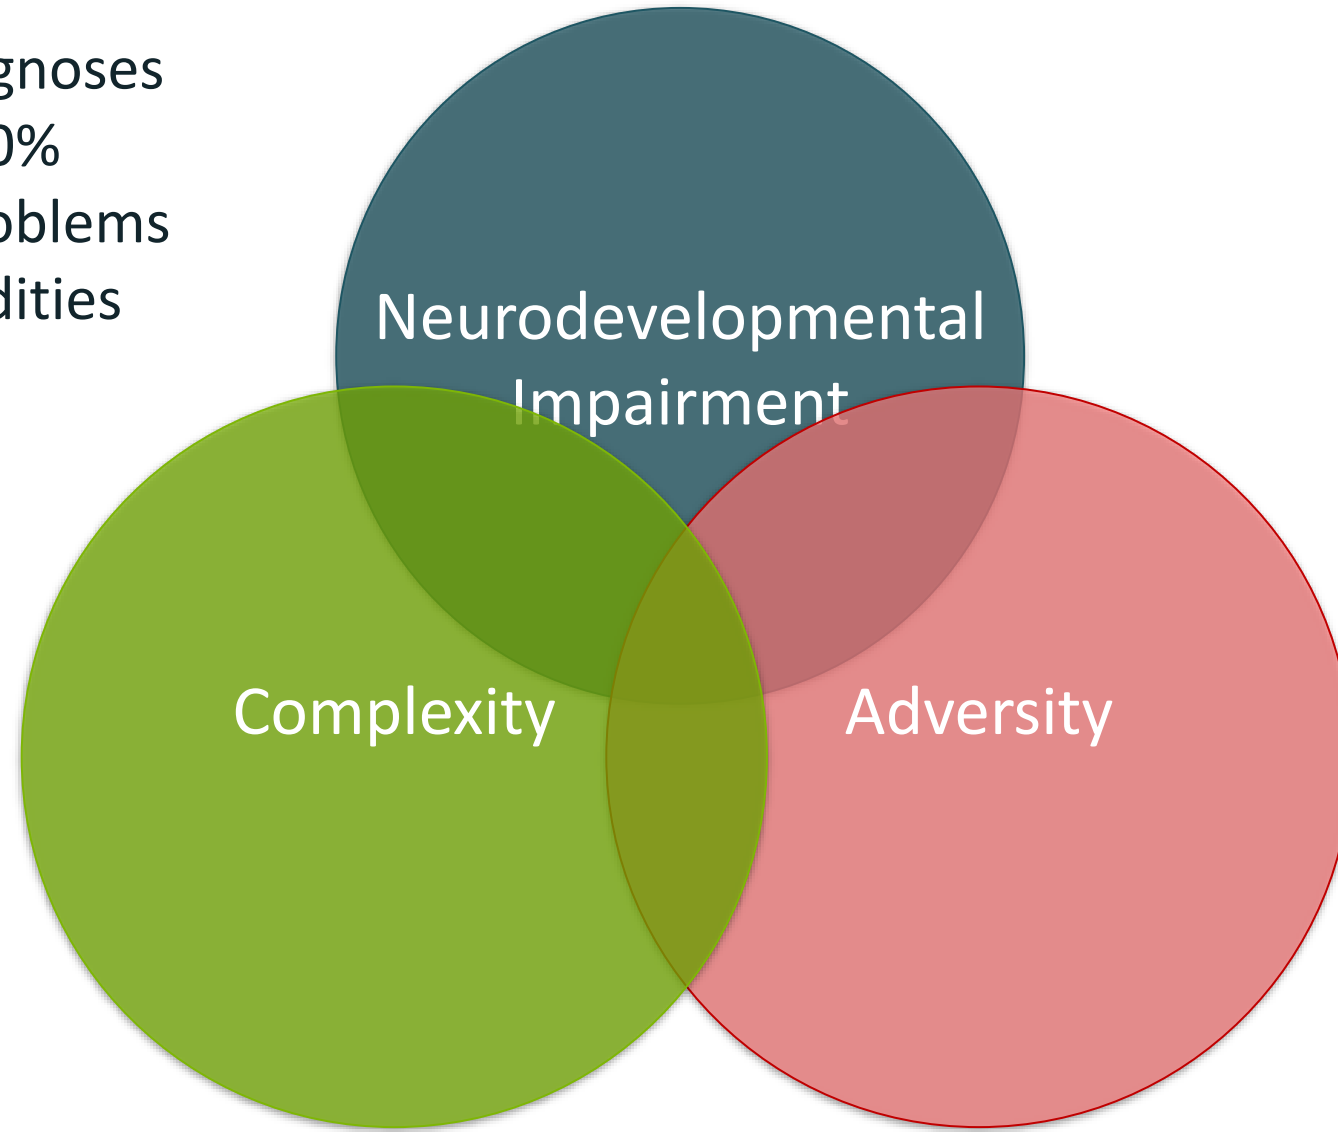 gnoses
0%
oblems
dities
Neurodevelopmental
Impairment
Complexity
Adversity